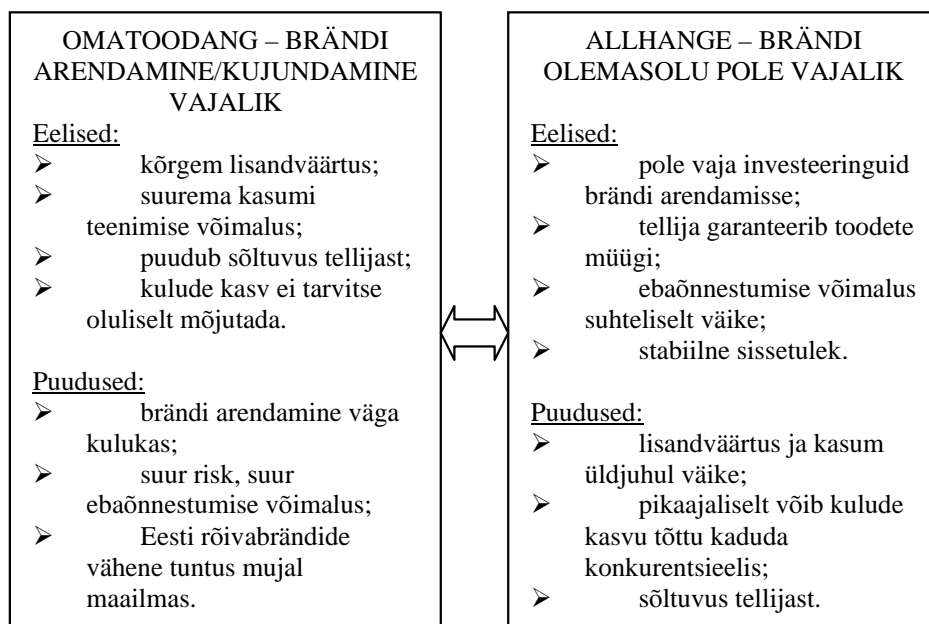 OMATOODANG – BRÄNDI
ARENDAMINE/KUJUNDAMINE
VAJALIK
Eelised:
➢ kõrgem lisandväärtus;
➢ suurema kasumi
teenimise võimalus;
➢ puudub sõltuvus tellijast;
➢ kulude kasv ei tarvitse
oluliselt mõjutada.
Puudused:
➢ brändi arendamine väga
kulukas;
➢ suur risk, suur
ebaõnnestumise võimalus;
➢ Eesti rõivabrändide
vähene tuntus mujal
maailmas.
ALLHANGE – BRÄNDI
OLEMASOLU POLE VAJALIK
Eelised:
➢ pole vaja investeeringuid
brändi arendamisse;
➢ tellija garanteerib toodete
müügi;
➢ ebaõnnestumise võimalus
suhteliselt väike;
➢ stabiilne sissetulek.
Puudused:
➢ lisandväärtus ja kasum
üldjuhul väike;
➢ pikaajaliselt võib kulude
kasvu tõttu kaduda
konkurentsieelis;
➢ sõltuvus tellijast.